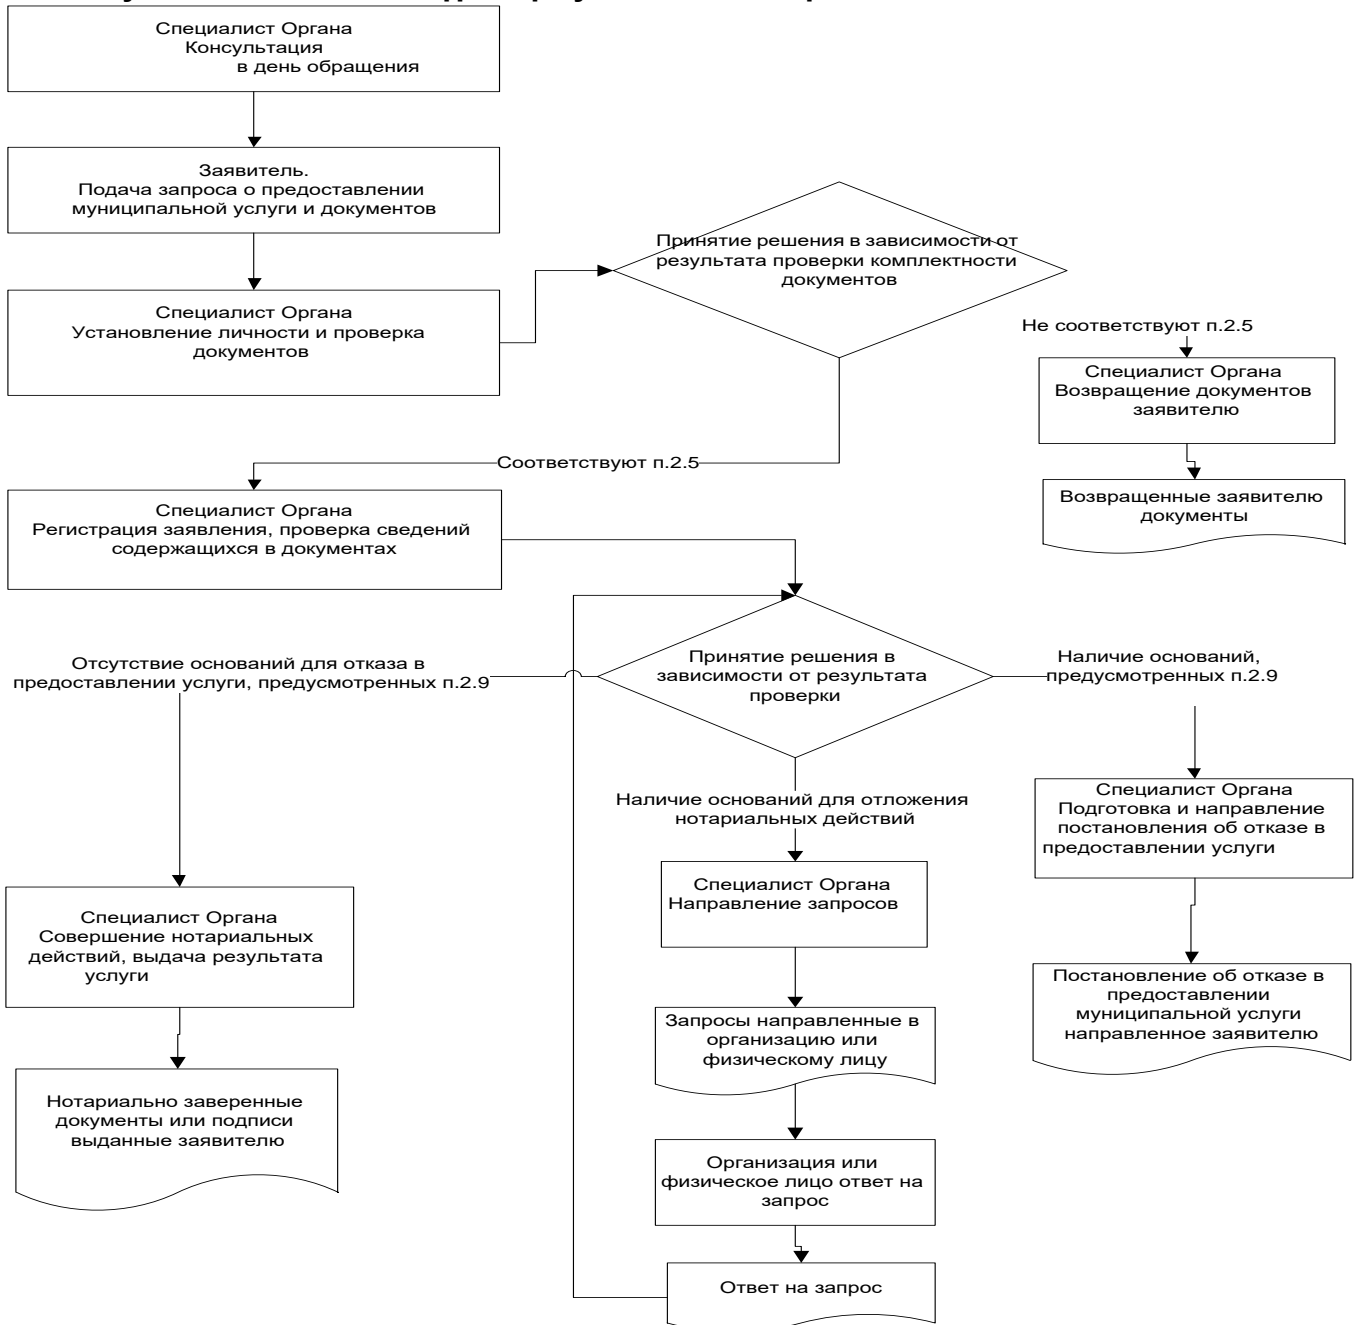 Специалист Органа
Консультация
в день обращения
Заявитель.
Подача запроса о предоставлении
муниципальной услуги и документов
Принятие решения в зависимости от
результата проверки комплектности
документов
Специалист Органа
Установление личности и проверка
документов
Не соответствуют п.2.5
Специалист Органа
Возвращение документов
заявителю
Соответствуют п.2.5
Возвращенные заявителю
документы
Специалист Органа
Регистрация заявления, проверка сведений
содержащихся в документах
Отсутствие оснований для отказа в
предоставлении услуги, предусмотренных п.2.9
Принятие решения в
зависимости от результата
проверки
Наличие оснований,
предусмотренных п.2.9
Наличие оснований для отложения
нотариальных действий
Специалист Органа
Подготовка и направление
постановления об отказе в
предоставлении услуги
Специалист Органа
Направление запросов
Специалист Органа
Совершение нотариальных
действий, выдача результата
услуги
Постановление об отказе в
предоставлении
муниципальной услуги
направленное заявителю
Запросы направленные в
организацию или
физическому лицу
Нотариально заверенные
документы или подписи
выданные заявителю
Организация или
физическое лицо ответ на
запрос
Ответ на запрос